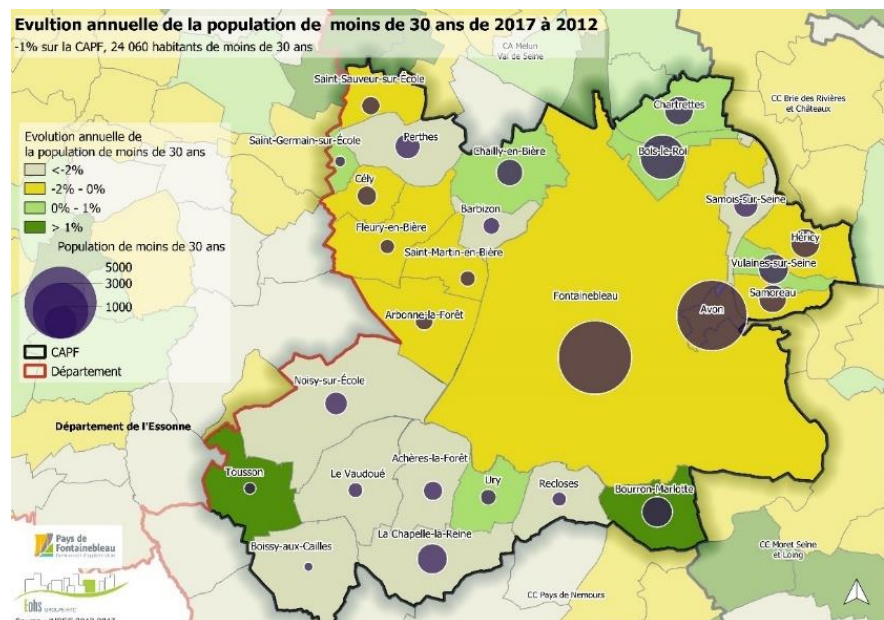 Evultion annuelle de la population de moins de 30 ans de 2017 à 2012
-1% sur la CAPF, 24 060 habitants de moins de 30 ans
CA Melun
Val de Seine
Saint-Sauveur-sur-École
CC Brie des Rivières
et Châteaux
Chartrettes
Evolution annuelle de
la population de moins de 30 ans
<-2%
-2% - 0%
0% - 1%
> 1%
Saint-Germain-sur-École
Perthes
Chailly-en-Bière
Bois-le-Roi
Cély
Barbizon
Samois-sur-Seine
Fleury-en-Bière
Héricy
Saint-Martin-en-Bière
Vulaines-sur-Seine
Population de moins de 30 ans
5000
3000
1000
Samoreau
Fontainebleau
Avon
Arbonne-la-Forêt
CAPF
Département
Noisy-sur-École
Département de l'Essonne
Tousson
Le Vaudoué
Achères-la-Forêt
Ury
Recloses
Bourron-Marlotte
Pays de
Fontainebleau
Boissy-aux-Cailles
La Chapelle-la-Reine
CC Moret Seine
et Loing
CC Pays de Nemours
Eohs